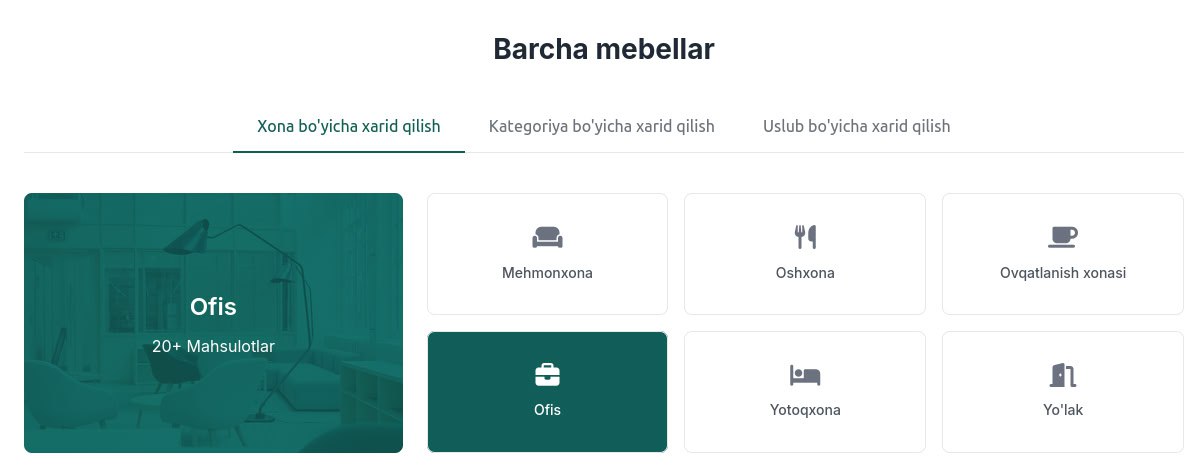 Barcha mebellar
Xona bo'yicha xarid qilish
Kategoriya bo'yicha xarid qilish
Uslub bo'yicha xarid qilish
Ofis
20+ Mahsulotlar
Mehmonxona
Oshxona
Ovqatlanish xonasi
Ofis
Yotoqxona
Yo'lak